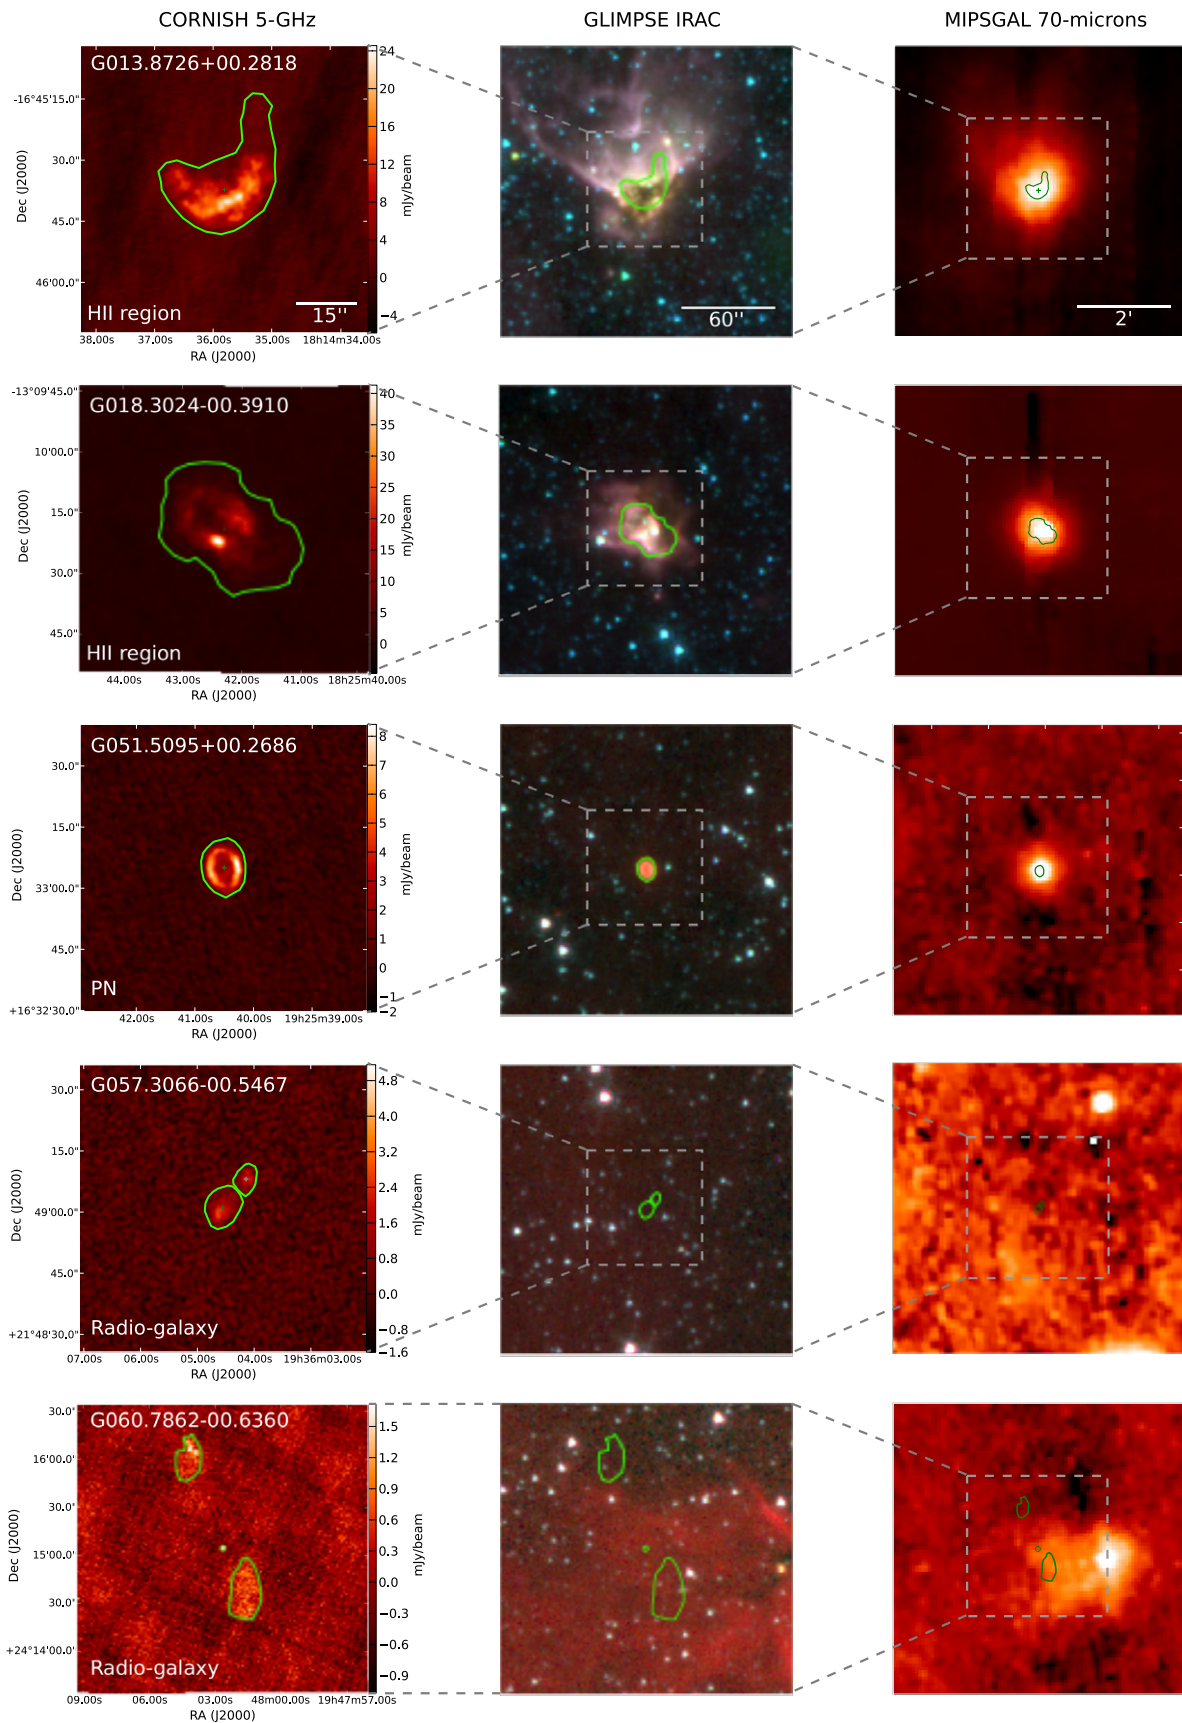 CORNISH 5-GHz
GLIMPSE IRAC
MIPSGAL 70-microns
G013.8726+00.2818
-16°45'15.0"
30.0"
45.0"
46'00.0"
Dec (J2000)
HII region
15''
38.00s 37.00s 36.00s 35.00s 18h14m34.00s
RA (J2000)
24
20
16
12
8
4
0
−4
mJy/beam
60''
2'
G018.3024-00.3910
-13°09'45.0"
10'00.0"
15.0"
30.0"
45.0"
Dec (J2000)
HII region
44.00s 43.00s 42.00s 41.00s 18h25m40.00s
RA (J2000)
40
35
30
25
20
15
10
5
0
mJy/beam
G051.5095+00.2686
30.0"
15.0"
33'00.0"
45.0"
+16°32'30.0"
Dec (J2000)
PN
42.00s 41.00s 40.00s 19h25m39.00s
RA (J2000)
8
7
6
5
4
3
2
1
0
−1
−2
mJy/beam
G057.3066-00.5467
30.0"
15.0"
49'00.0"
45.0"
+21°48'30.0"
Dec (J2000)
Radio-galaxy
07.00s 06.00s 05.00s 04.00s 19h36m03.00s
RA (J2000)
4.8
4.0
3.2
2.4
1.6
0.8
0.0
−0.8
−1.6
mJy/beam
G060.7862-00.6360
30.0'
16'00.0'
30.0'
15'00.0'
30.0'
+24°14'00.0'
Dec (J2000)
Radio-galaxy
09.00s 06.00s 03.00s 48m00.00s 19h47m57.00s
RA (J2000)
1.5
1.2
0.9
0.6
0.3
0.0
−0.3
−0.6
−0.9
mJy/beam